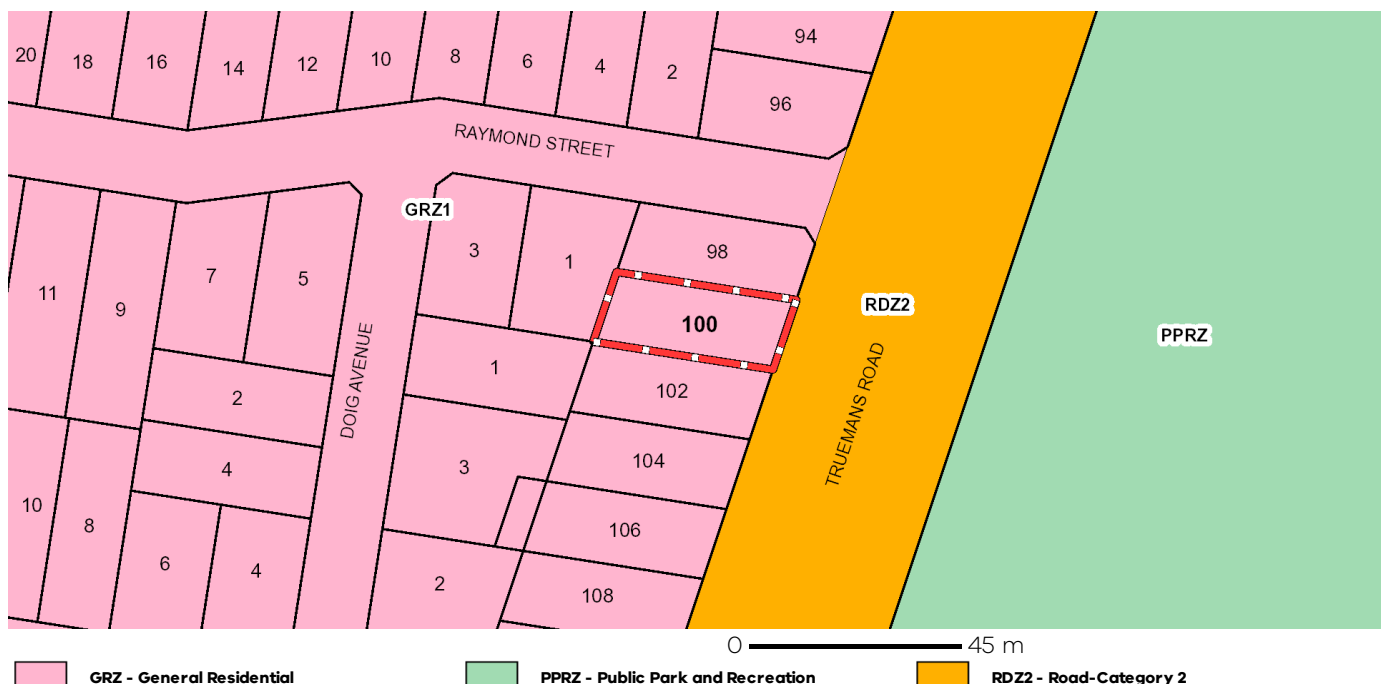 20 18 16 14 12 10 8 6 4 2 94
96
RAYMOND STREET
GRZ1
3 1 98
11 9 7 5
100
RDZ2
PPRZ
DOIG AVENUE
TRUEMANS ROAD
1
102
2
3 104
4
10 8
106
6 4 2 108
0 45 m
GRZ - General Residential PPRZ - Public Park and Recreation RDZ2 - Road-Category 2